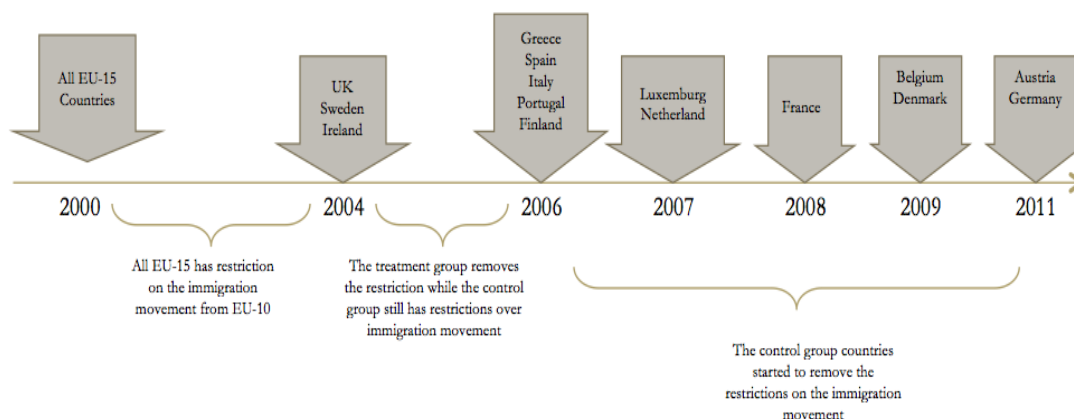 All EU-15
Countries
UK
Sweden
Ireland
Greece
Spain
Italy
Portugal
Finland
Luxemburg
Netherland
France
Belgium
Denmark
Austria
Germany
2000
2004
2006
2007
2008
2009
2011
All EU-15 has restriction
on the immigration
movement from EU-10
The treatment group removes
the restriction while the control
group still has restrictions over
immigration movement
The control group countries
started to remove the
restrictions on the immigration
movement